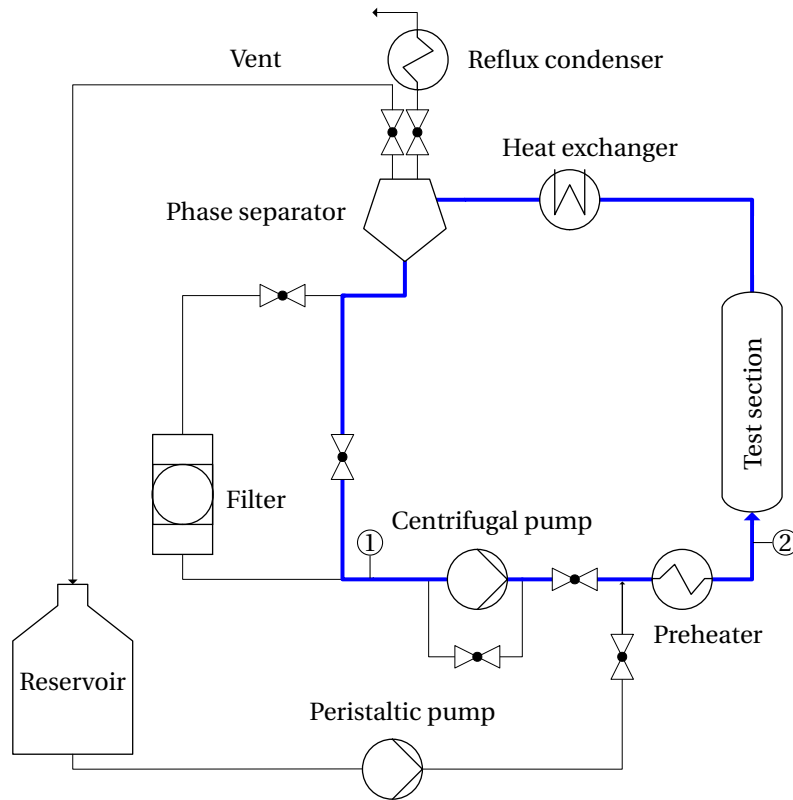 Vent
Reflux condenser
Heat exchanger
Phase separator
Test section
Filter
Centrifugal pump
1
2
Preheater
Reservoir
Peristaltic pump